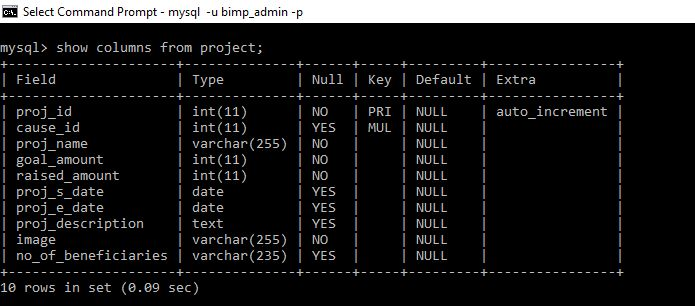 Select Command Prompt - mysql -u bimp_admin -p
mysql> show columns from project;
+------------------+--------------+------+-----+---------+----------------+
| Field | Type | Null | Key | Default | Extra |
+------------------+--------------+------+-----+---------+----------------+
| proj_id | int(11) | NO | PRI | NULL | auto_increment |
| cause_id | int(11) | YES | MUL | NULL | |
| proj_name | varchar(255) | NO | | NULL | |
| goal_amount | int(11) | NO | | NULL | |
| raised_amount | int(11) | NO | | NULL | |
| proj_s_date | date | YES | | NULL | |
| proj_e_date | date | YES | | NULL | |
| proj_description | text | YES | | NULL | |
| image | varchar(255) | NO | | NULL | |
| no_of_beneficiaries | varchar(235) | YES | | NULL | |
+------------------+--------------+------+-----+---------+----------------+
10 rows in set (0.09 sec)